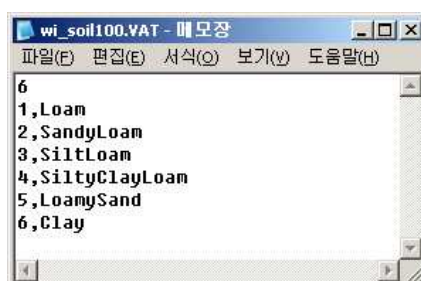 wi_soil100.VAT - 메모장
파일(F) 편집(E) 서식(O) 보기(V) 도움말(H)
6
1,Loam
2,SandyLoam
3,SiltLoam
4,SiltyClayLoam
5,LoamySand
6,Clay